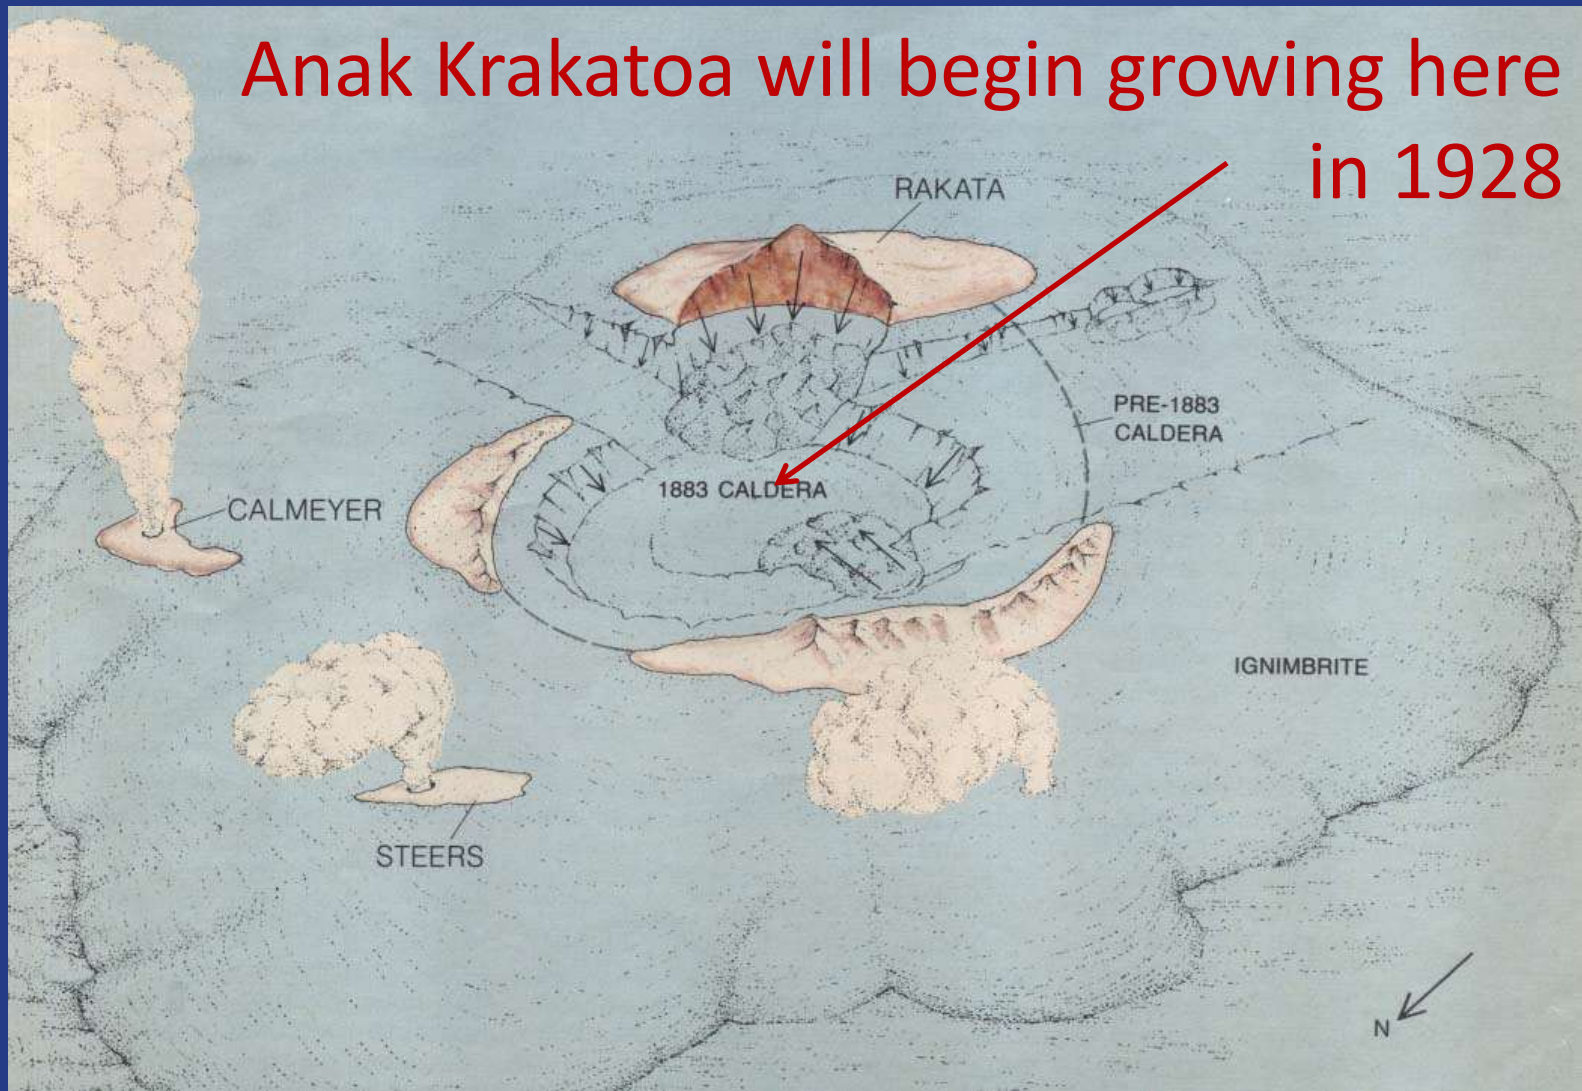 Anak Krakatoa will begin growing here
in 1928
RAKATA
PRE-1883
CALDERA
1883 CALDERA
CALMEYER
IGNIMBRITE
STEERS
N